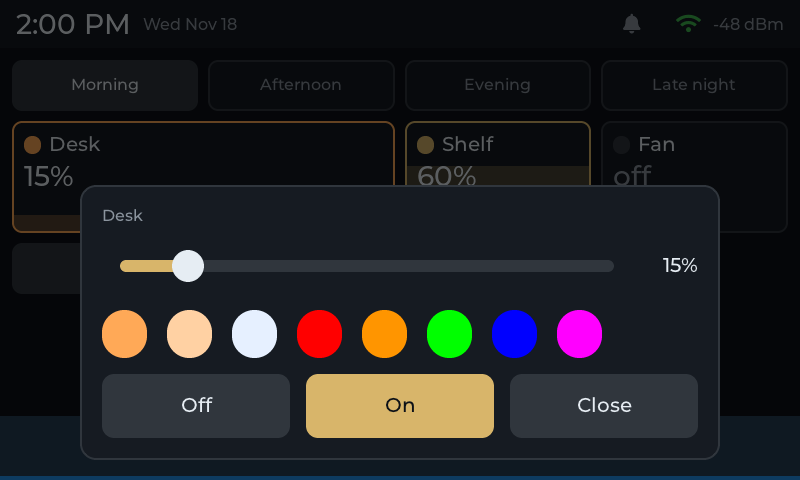 2:00 PM Wed Nov 18 -48 dBm
Morning Afternoon Evening Late night
Desk Shelf Fan
15% 60% off
Desk
15%
Off On Close